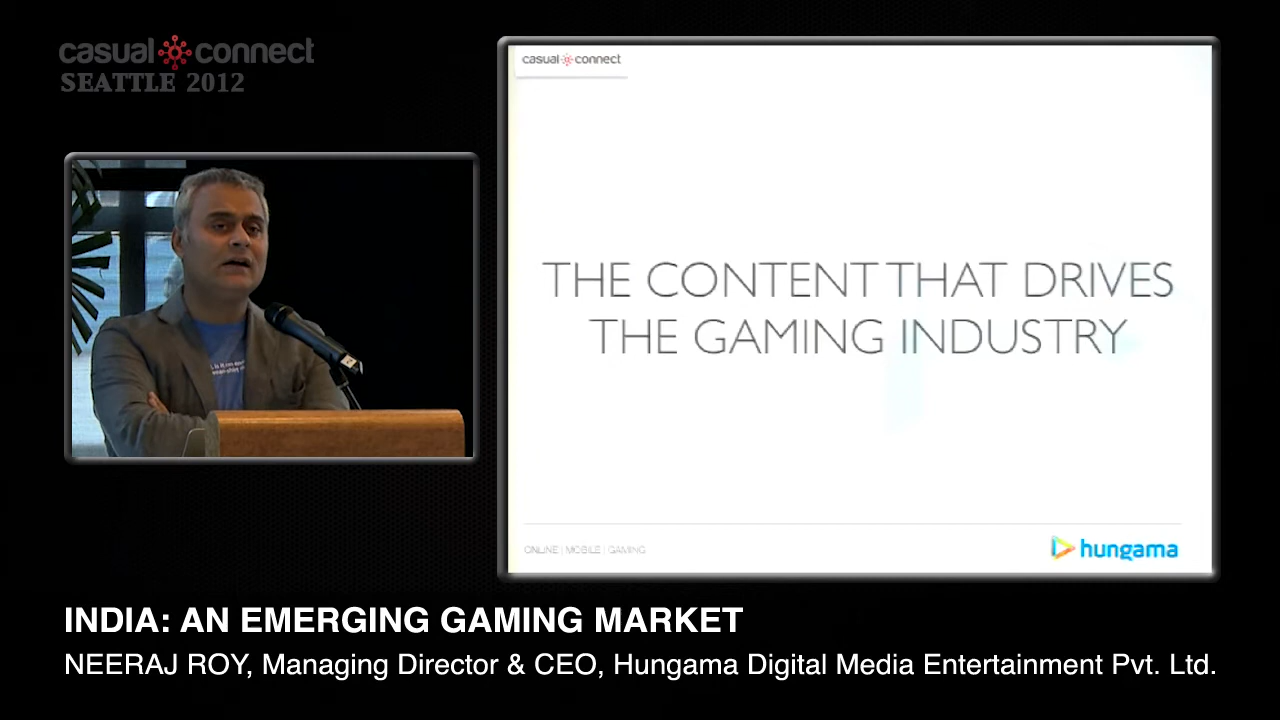 casual connect
SEATTLE 2012
casual connect
THE CONTENT THAT DRIVES
THE GAMING INDUSTRY
ONLINE | MOBILE | GAMING
hungama
INDIA: AN EMERGING GAMING MARKET
NEERAJ ROY, Managing Director & CEO, Hungama Digital Media Entertainment Pvt. Ltd.